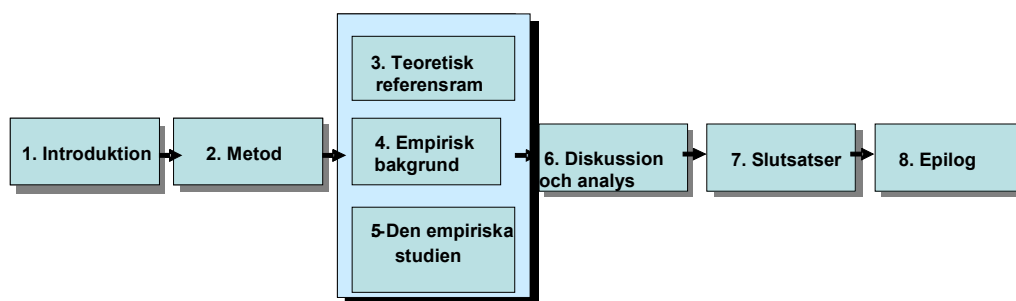 1. Introduktion
2. Metod
3. Teoretisk
referensram
4. Empirisk
bakgrund
5-Den empiriska
studien
6. Diskussion
och analys
7. Slutsatser
8. Epilog